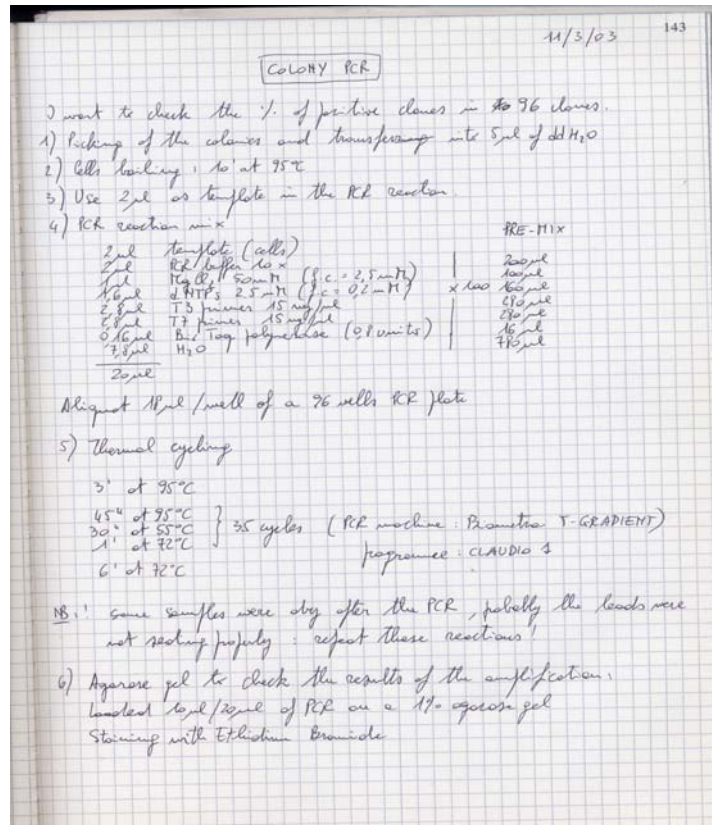 143
11/3/03
COLONY PCR
I want to check the % of positive clones in 96 clones.
1) Picking of the colonies and transferring into 5µl of ddH2O
2) Cells boiling : 10' at 95°C
3) Use 2µl as template in the PCR reaction.
4) PCR reaction mix
PRE-MIX
2µl template (cells)
2µl PCR buffer 10x 200µl
1µl MgCl2 50mM (f.c. = 2,5mM) 100µl
1,6µl dNTPs 2.5mM (f.c. = 0,2mM) x 100 160µl
2,8µl T3 primer 15 ng/µl 280µl
2,8µl T7 primer 15 ng/µl 280µl
0,16µl Bio Taq polymerase (0,8 units) 16µl
7,8µl H2O 780µl
20µl
Aliquot 18µl/well of a 96 wells PCR plate
5) Thermal cycling
3' at 95°C
45" at 95°C
30" at 55°C } 35 cycles (PCR machine : Biometra T-GRADIENT)
1' at 72°C
programme : CLAUDIO 1
6' at 72°C
NB:! some samples were dry after the PCR, probably the leads were
not sealing properly : repeat these reactions!
6) Agarose gel to check the results of the amplification:
Loaded 10µl/20µl of PCR on a 1% agarose gel
Staining with Ethidium Bromide